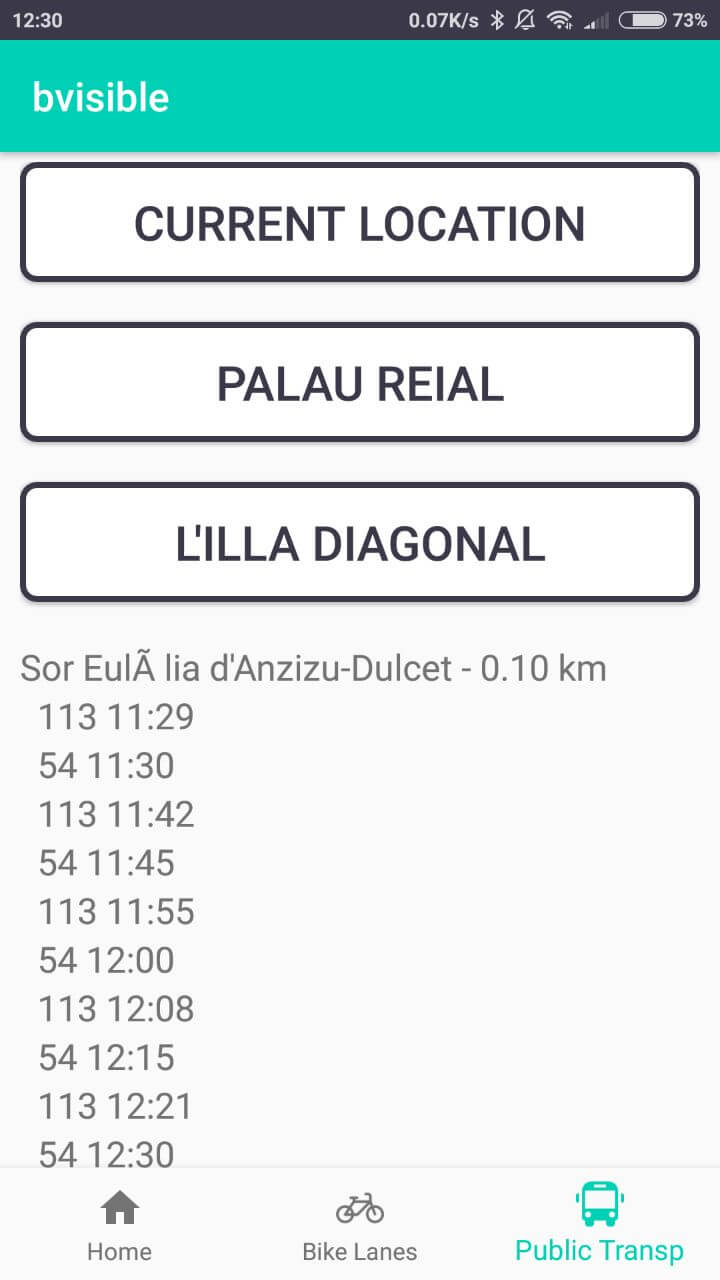 12:30 0.07K/s 73%
bvisible
CURRENT LOCATION
PALAU REIAL
L'ILLA DIAGONAL
Sor EulÃ lia d'Anzizu-Dulcet - 0.10 km
113 11:29
54 11:30
113 11:42
54 11:45
113 11:55
54 12:00
113 12:08
54 12:15
113 12:21
54 12:30
Home Bike Lanes Public Transp